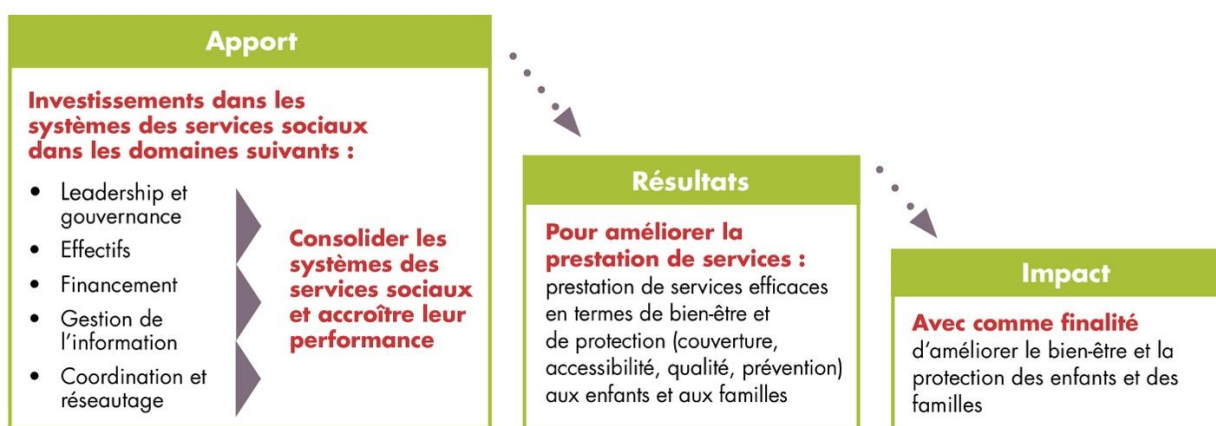 Apport
Investissements dans les
systèmes des services sociaux
dans les domaines suivants :
• Leadership et
gouvernance
• Effectifs
• Financement
• Gestion de
l’information
• Coordination et
réseautage
Consolider les
systèmes des
services sociaux
et accroître leur
performance
Résultats
Pour améliorer la
prestation de services :
prestation de services efficaces
en termes de bien-être et
de protection (couverture,
accessibilité, qualité, prévention)
aux enfants et aux familles
Impact
Avec comme finalité
d’améliorer le bien-être et la
protection des enfants et des
familles